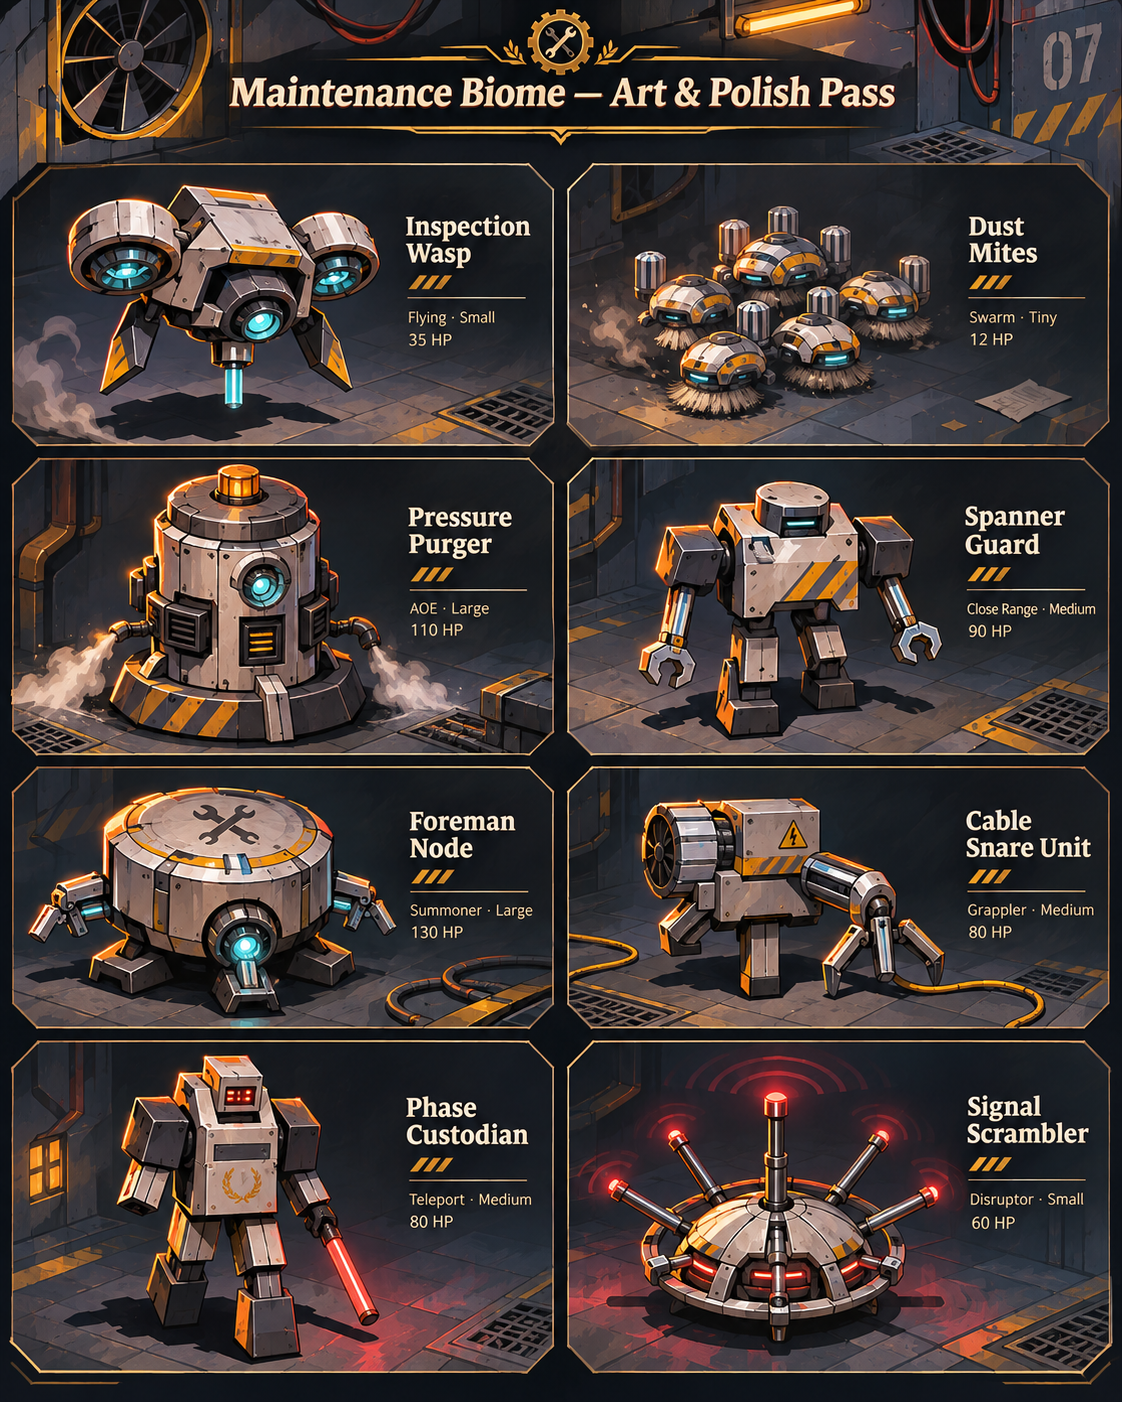 07
Maintenance Biome — Art & Polish Pass
Inspection
Wasp
Flying · Small
35 HP
Dust
Mites
Swarm · Tiny
12 HP
Pressure
Purger
AOE · Large
110 HP
Spanner
Guard
Close Range · Medium
90 HP
Foreman
Node
Summoner · Large
130 HP
Cable
Snare Unit
Grappler · Medium
80 HP
Phase
Custodian
Teleport · Medium
80 HP
Signal
Scrambler
Disruptor · Small
60 HP